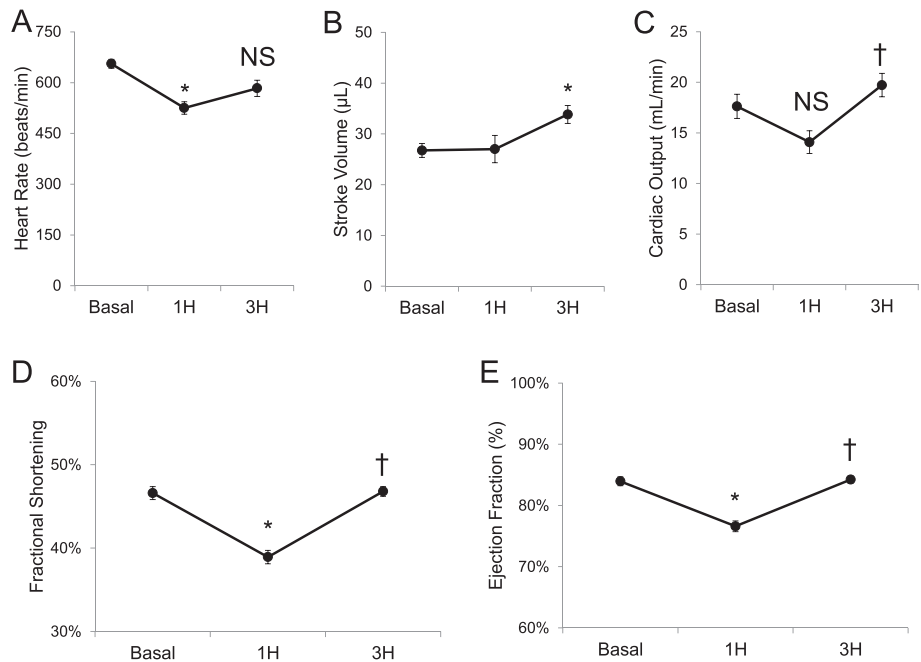 A
Heart Rate (beats/min)
750
600
450
300
150
0
*
NS
Basal 1H 3H
B
Stroke Volume (µL)
50
40
30
20
10
0
*
Basal 1H 3H
C
Cardiac Output (mL/min)
25
20
15
10
5
0
NS
†
Basal 1H 3H
D
Fractional Shortening
60%
50%
40%
30%
*
†
Basal 1H 3H
E
Ejection Fraction (%)
100%
90%
80%
70%
60%
*
†
Basal 1H 3H